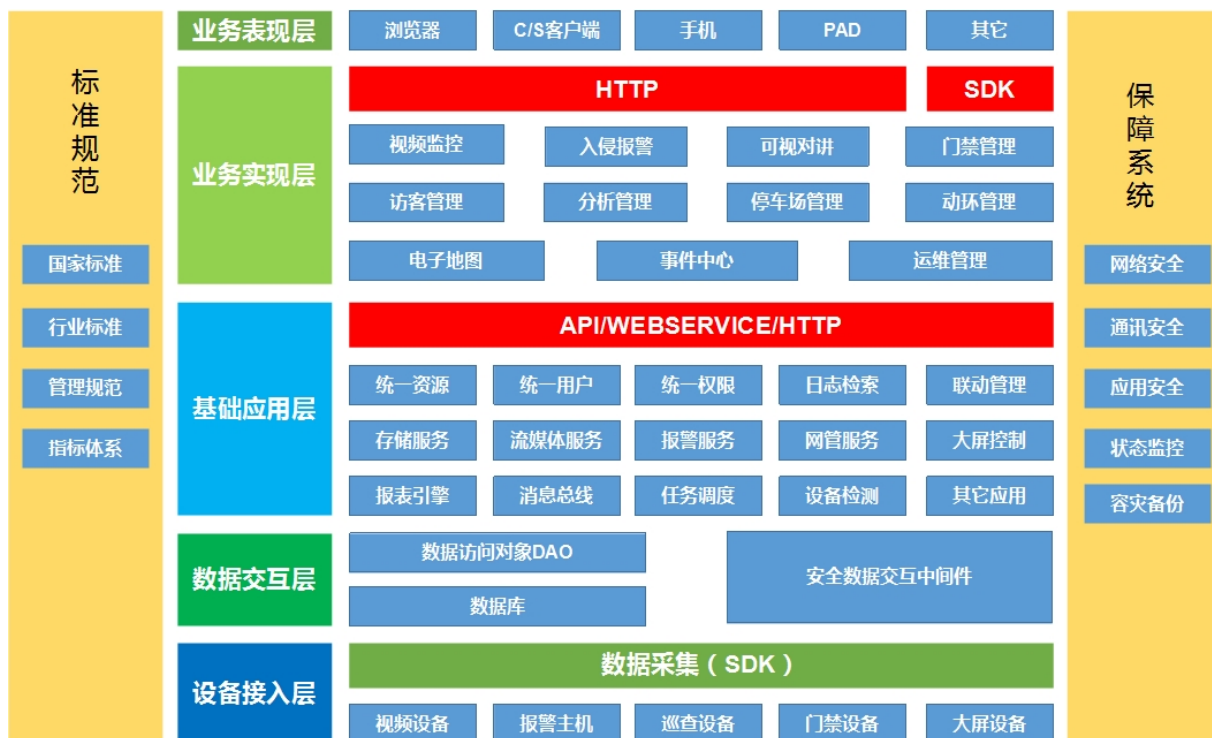 标准规范
国家标准
行业标准
管理规范
指标体系
业务表现层
浏览器
C/S客户端
手机
PAD
其它
业务实现层
HTTP
SDK
视频监控
入侵报警
可视对讲
门禁管理
访客管理
分析管理
停车场管理
动环管理
电子地图
事件中心
运维管理
基础应用层
API/WEBSERVICE/HTTP
统一资源
统一用户
统一权限
日志检索
联动管理
存储服务
流媒体服务
报警服务
网管服务
大屏控制
报表引擎
消息总线
任务调度
设备检测
其它应用
数据交互层
数据访问对象DAO
数据库
安全数据交互中间件
设备接入层
数据采集（SDK）
视频设备
报警主机
巡查设备
门禁设备
大屏设备
保障系统
网络安全
通讯安全
应用安全
状态监控
容灾备份